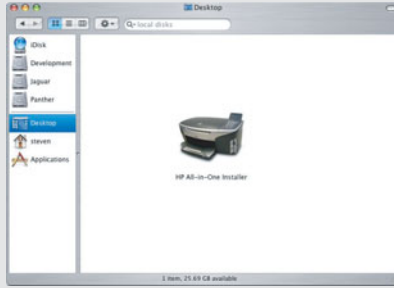 Desktop
local disks
iDisk
Development
Jaguar
Panther
Desktop
steven
Applications
HP All-in-One Installer
1 item, 25.69 GB available